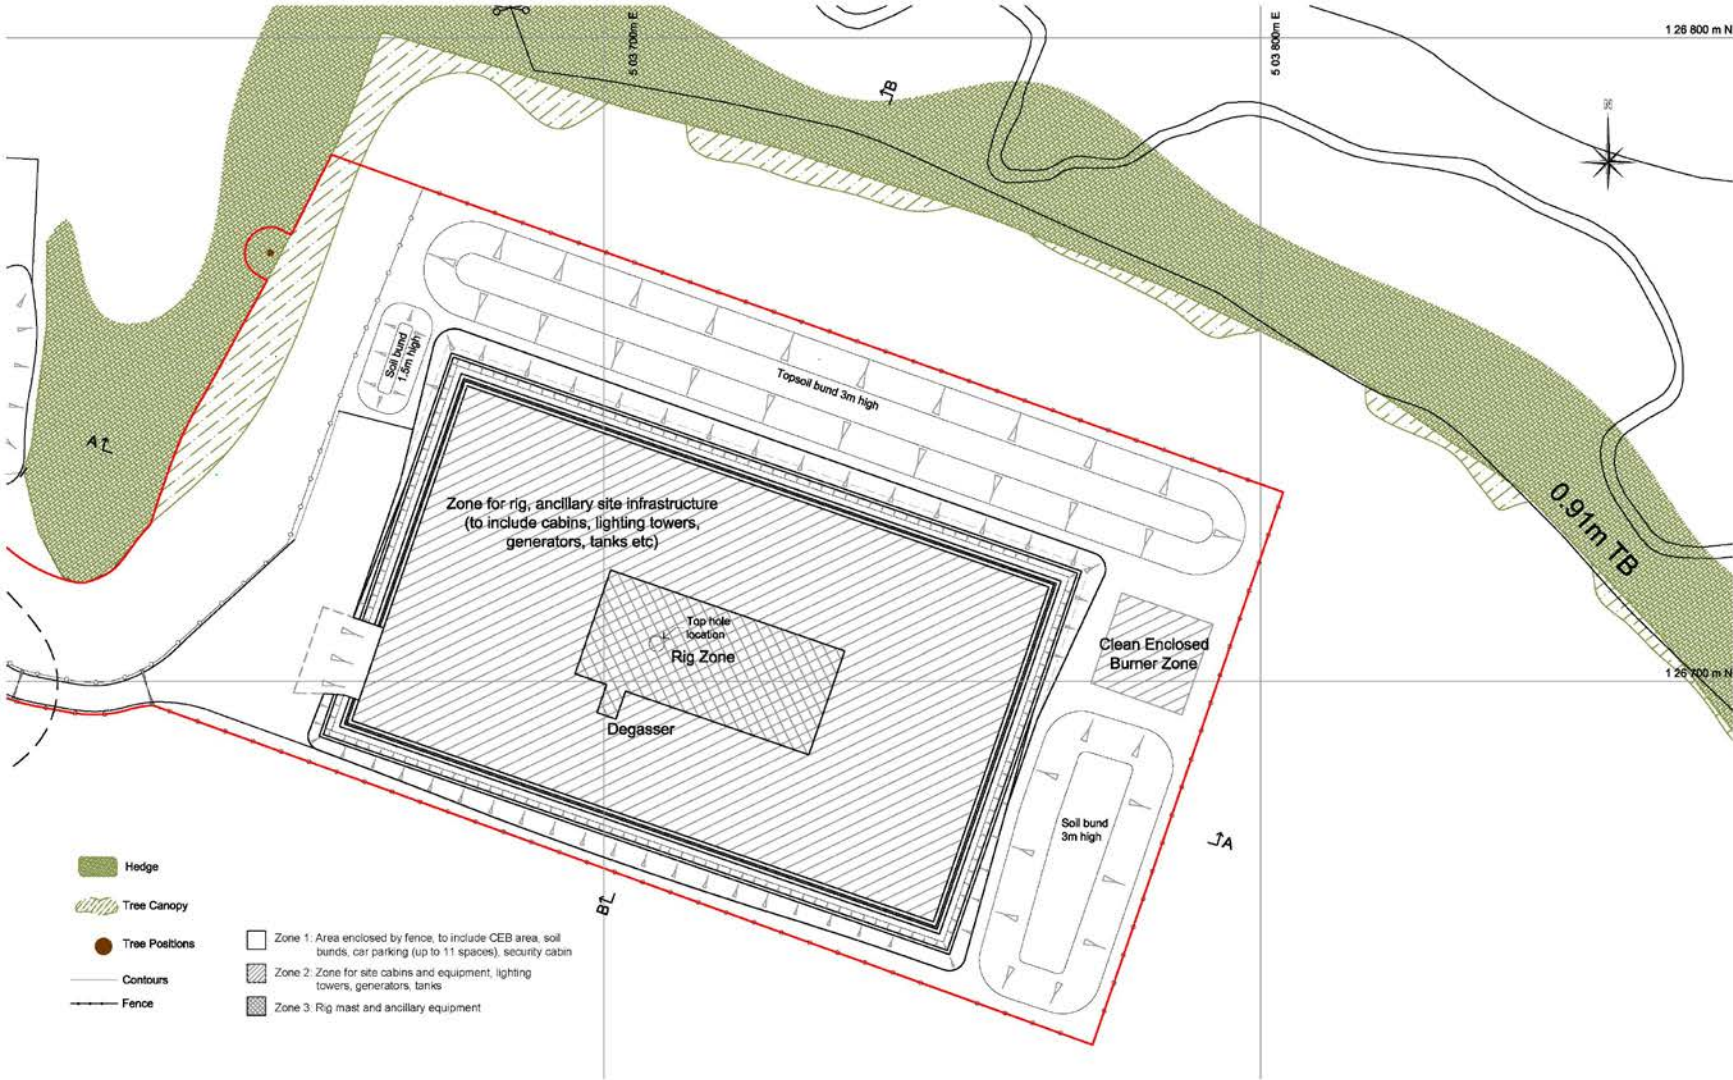 5 03 700m E
5 03 800m E
1 26 800 m N
B
Soil bund
1.5m high
Topsoil bund 3m high
A
Zone for rig, ancillary site infrastructure
(to include cabins, lighting towers,
generators, tanks etc)
0.91m TB
Top hole
location
Rig Zone
Clean Enclosed
Burner Zone
1 26 700 m N
Degasser
Soil bund
3m high
A
B
Hedge
Tree Canopy
Tree Positions
Contours
Fence
Zone 1: Area enclosed by fence, to include CEB area, soil
bunds, car parking (up to 11 spaces), security cabin
Zone 2: Zone for site cabins and equipment, lighting
towers, generators, tanks
Zone 3: Rig mast and ancillary equipment